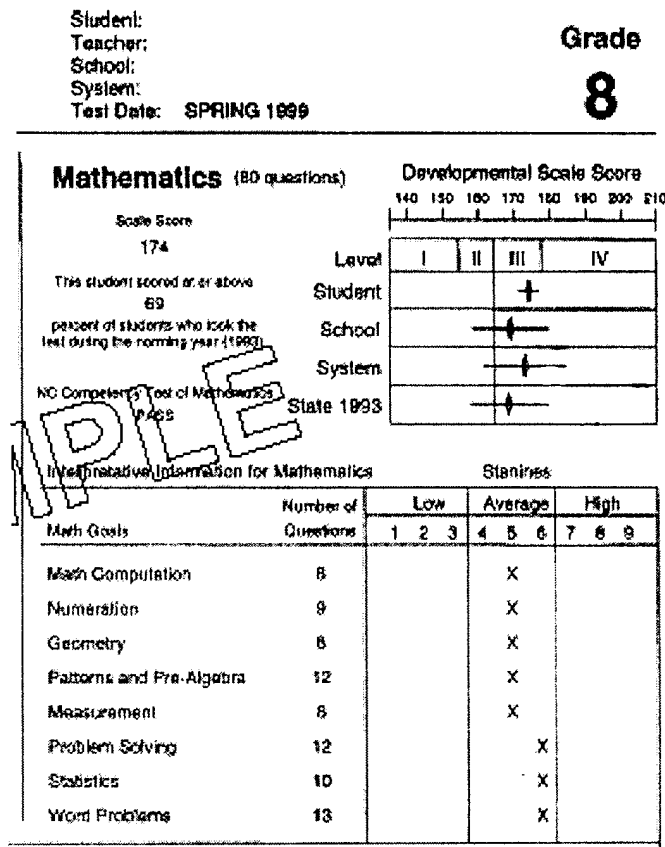 Student:
Teacher:
School:
System:
Test Date: SPRING 1999
Grade
8
Mathematics (80 questions)
Scale Score
174
This student scored at or above
69
percent of students who took the
test during the norming year (1993)
NC Competency Test of Mathematics
PASS
Developmental Scale Score
140 150 160 170 180 190 200 210
Level I II III IV
Student
School
System
State 1993
MPLE
Interpretative Information for Mathematics
Stanines
Number of Low Average High
Math Goals Questions 1 2 3 4 5 6 7 8 9
Math Computation X
Numeration 9 X
Geometry X
Patterns and Pre-Algebra 12 X
Measurement X
Problem Solving 12 X
Statistics 10 X
Word Problems 13 X